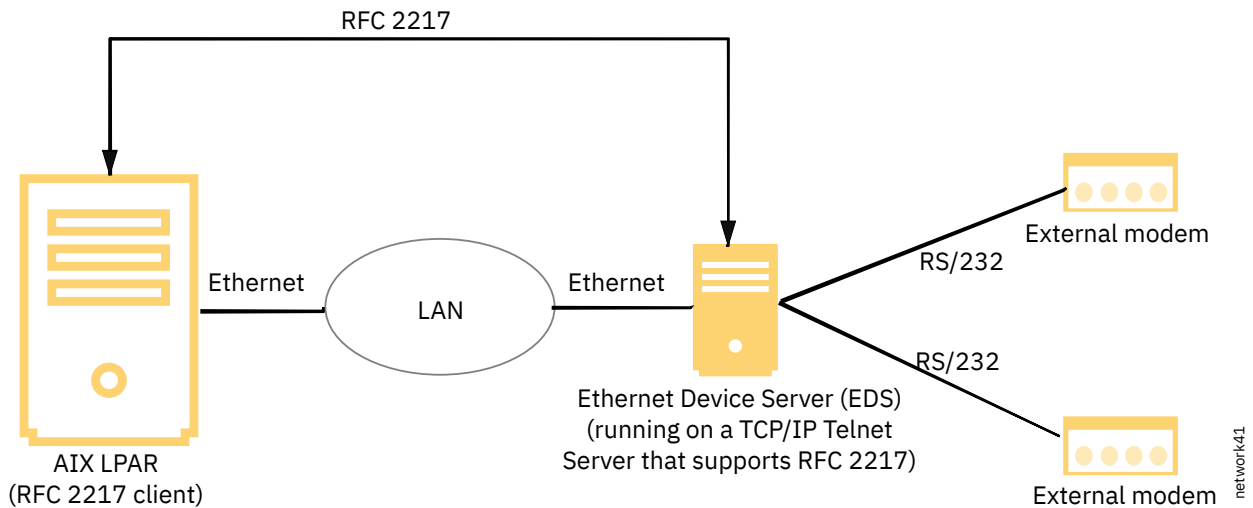 RFC 2217
Ethernet
LAN
Ethernet
RS/232
External modem
RS/232
Ethernet Device Server (EDS)
(running on a TCP/IP Telnet
Server that supports RFC 2217)
AIX LPAR
(RFC 2217 client)
External modem
network41